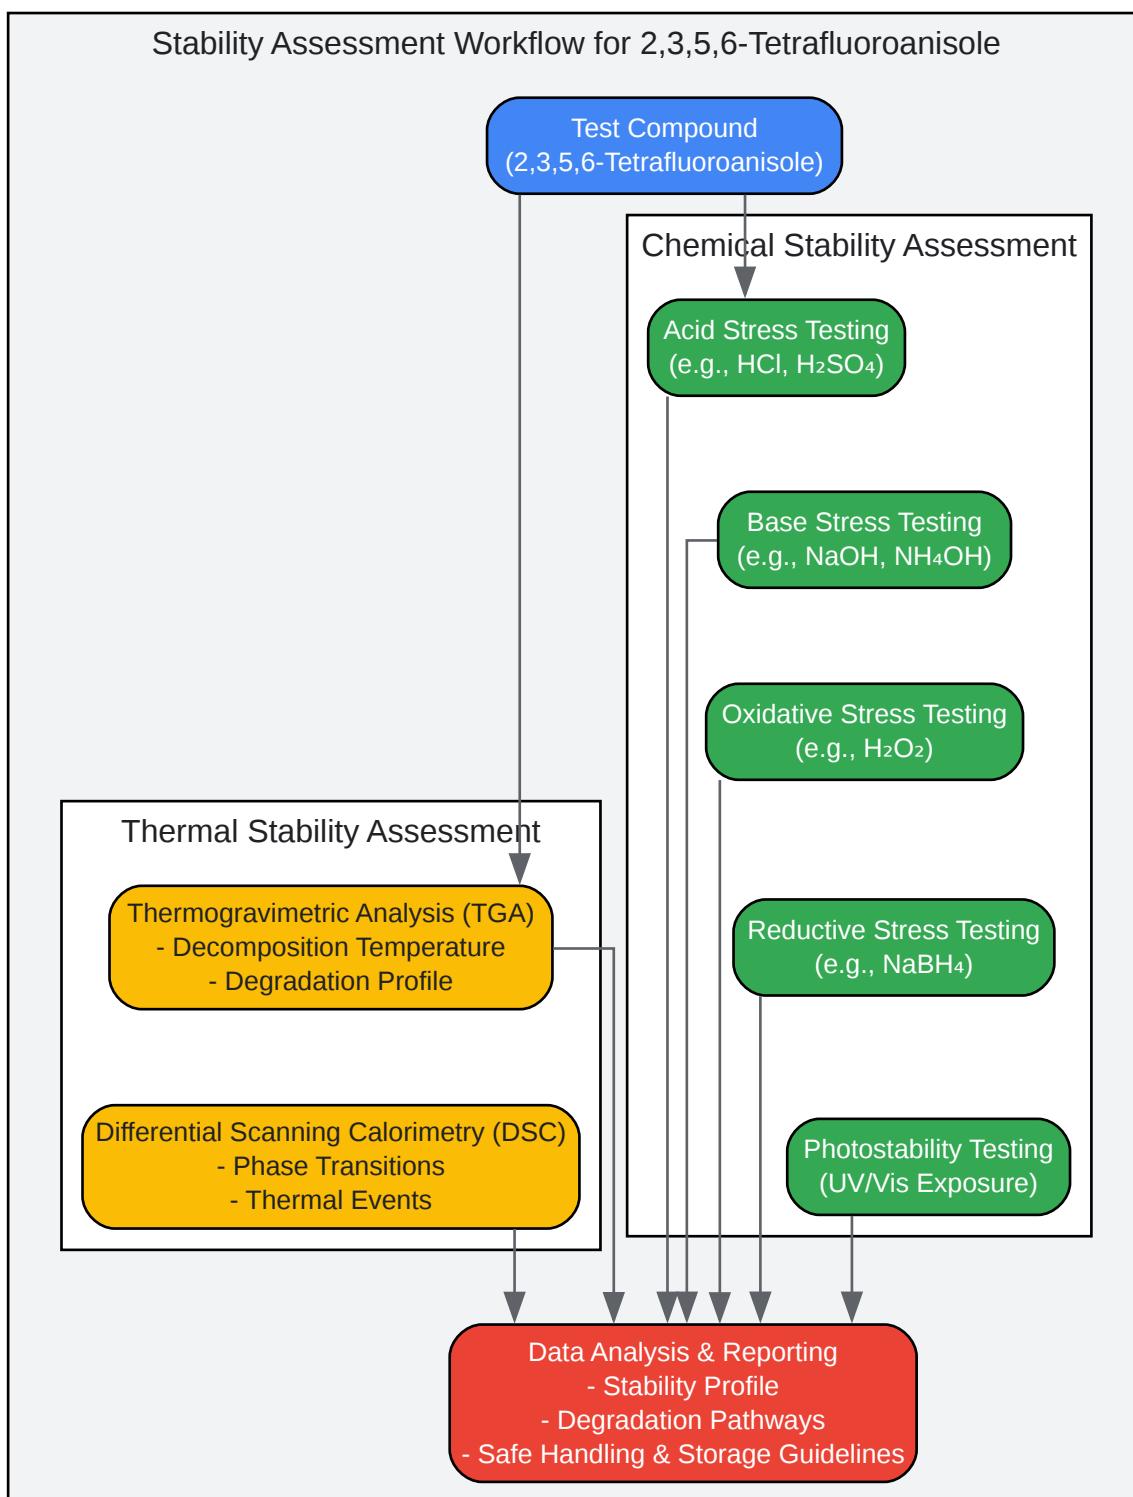 Stability Assessment Workflow for 2,3,5,6-Tetrafluoroanisole
Test Compound
(2,3,5,6-Tetrafluoroanisole)
Chemical Stability Assessment
Acid Stress Testing
(e.g., HCl, H₂SO₄)
Base Stress Testing
(e.g., NaOH, NH₄OH)
Oxidative Stress Testing
(e.g., H₂O₂)
Reductive Stress Testing
(e.g., NaBH₄)
Photostability Testing
(UV/Vis Exposure)
Thermal Stability Assessment
Thermogravimetric Analysis (TGA)
- Decomposition Temperature
- Degradation Profile
Differential Scanning Calorimetry (DSC)
- Phase Transitions
- Thermal Events
Data Analysis & Reporting
- Stability Profile
- Degradation Pathways
- Safe Handling & Storage Guidelines